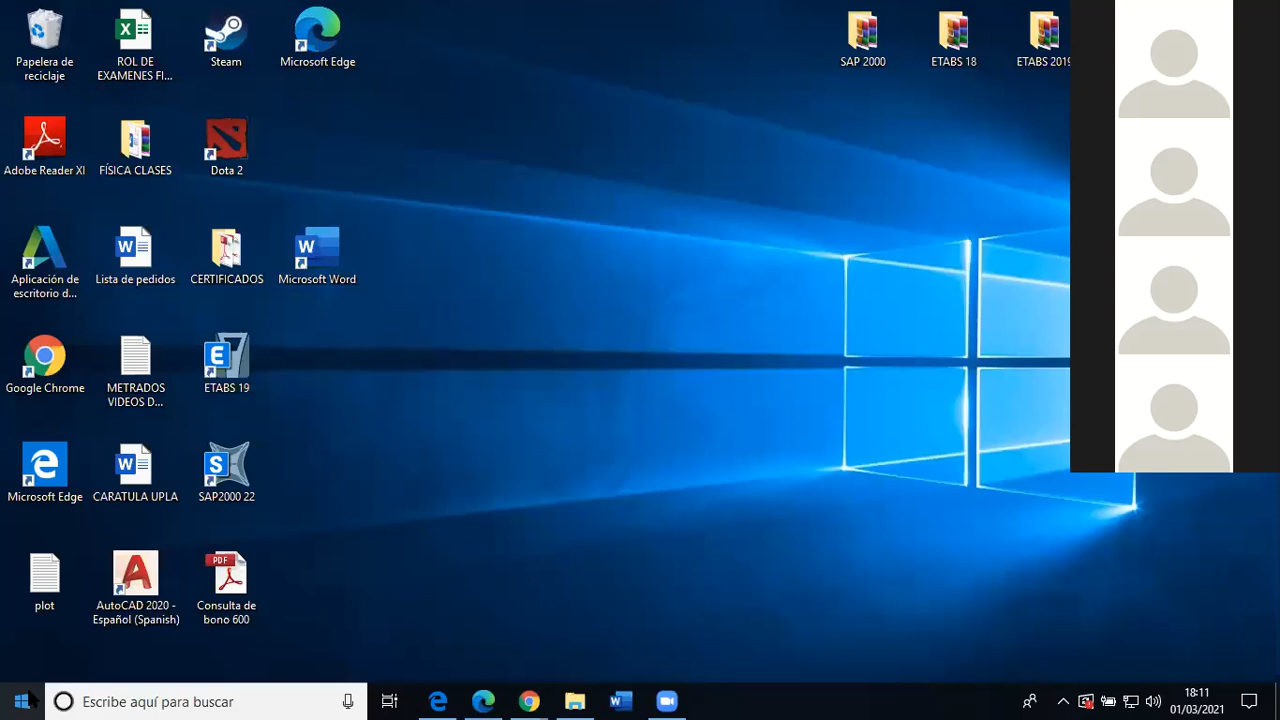 Papelera de
reciclaje
ROL DE
EXAMENES FI...
Steam
Microsoft Edge
SAP 2000
ETABS 18
ETABS 2019
Adobe Reader XI
FÍSICA CLASES
Dota 2
Aplicación de
escritorio d...
Lista de pedidos
CERTIFICADOS
Microsoft Word
Google Chrome
METRADOS
VIDEOS D...
ETABS 19
Microsoft Edge
CARATULA UPLA
SAP2000 22
plot
AutoCAD 2020 -
Español (Spanish)
PDF
Consulta de
bono 600
Escribe aquí para buscar
18:11
01/03/2021